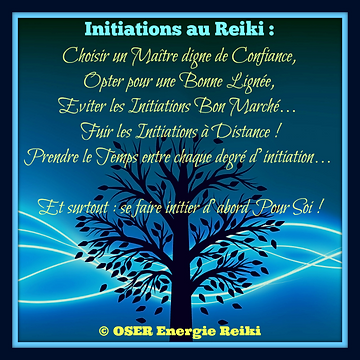 Initiations au Reiki :
Choisir un Maître digne de Confiance,
Opter pour une Bonne Lignée,
Eviter les Initiations Bon Marché...
Fuir les Initiations à Distance !
Prendre le Temps entre chaque degré d'initiation...
Et surtout : se faire initier d'abord Pour Soi !
© OSER Energie Reiki